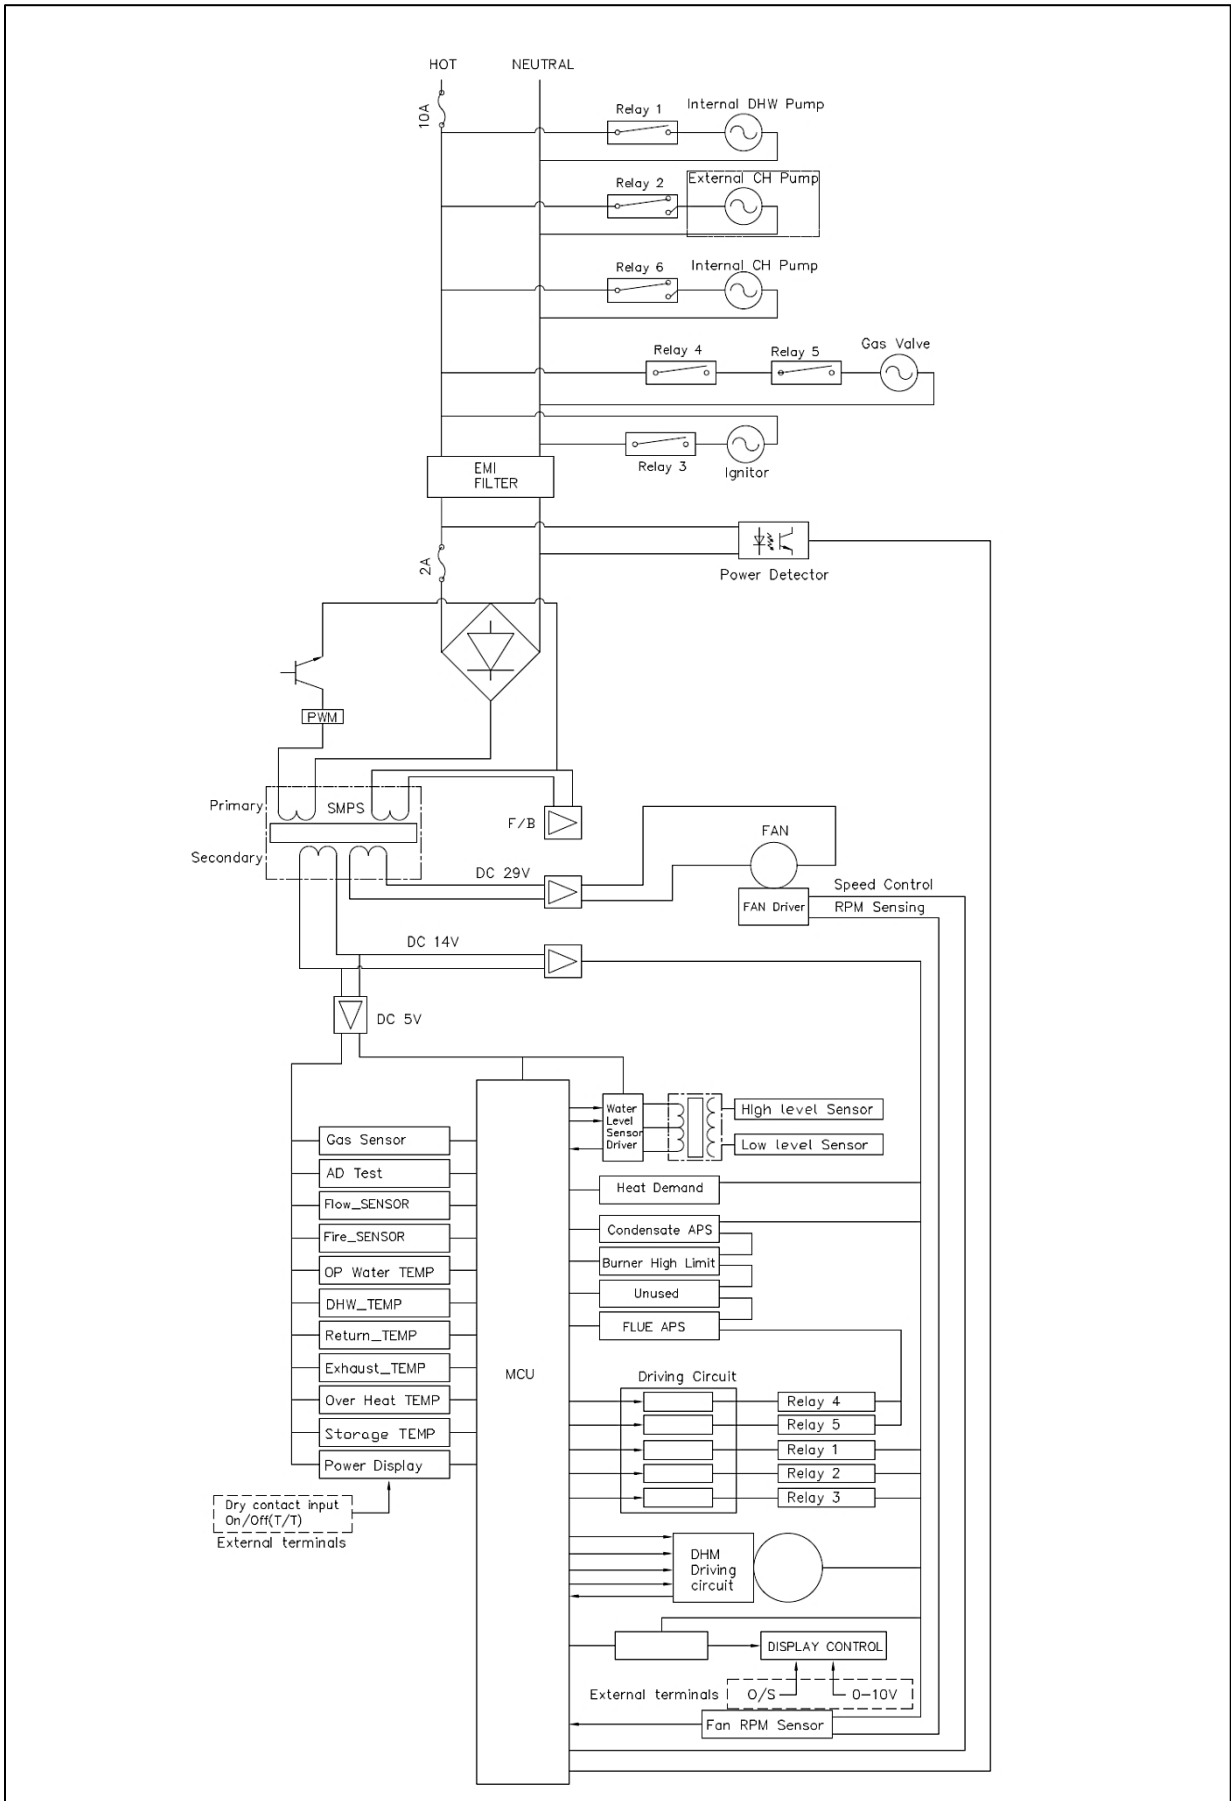 HOT NEUTRAL
10A
Relay 1
Internal DHW Pump
Relay 2
External CH Pump
Relay 6
Internal CH Pump
Relay 4
Relay 5
Gas Valve
Relay 3
Ignitor
EMI
FILTER
2A
Power Detector
PWM
Primary
SMPS
F/B
Secondary
DC 29V
FAN
FAN Driver
Speed Control
RPM Sensing
DC 14V
DC 5V
Water
Level
Sensor
Driver
HIgh level Sensor
Low level Sensor
Gas Sensor
AD Test
Flow_SENSOR
Fire_SENSOR
OP Water TEMP
DHW_TEMP
Return_TEMP
Exhaust_TEMP
Over Heat TEMP
Storage TEMP
Power Display
Dry contact input
On/Off(T/T)
External terminals
MCU
Heat Demand
Condensate APS
Burner High Limit
Unused
FLUE APS
Driving Circuit
Relay 4
Relay 5
Relay 1
Relay 2
Relay 3
DHM
Driving
circuit
DISPLAY CONTROL
External terminals
O/S
0-10V
Fan RPM Sensor